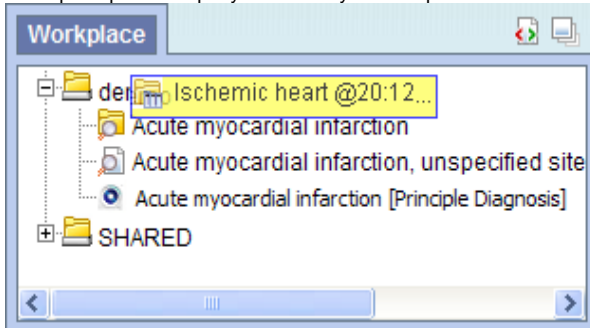 Workplace
Ischemic heart @20:12...
Acute myocardial infarction
Acute myocardial infarction, unspecified site
Acute myocardial infarction [Principle Diagnosis]
SHARED